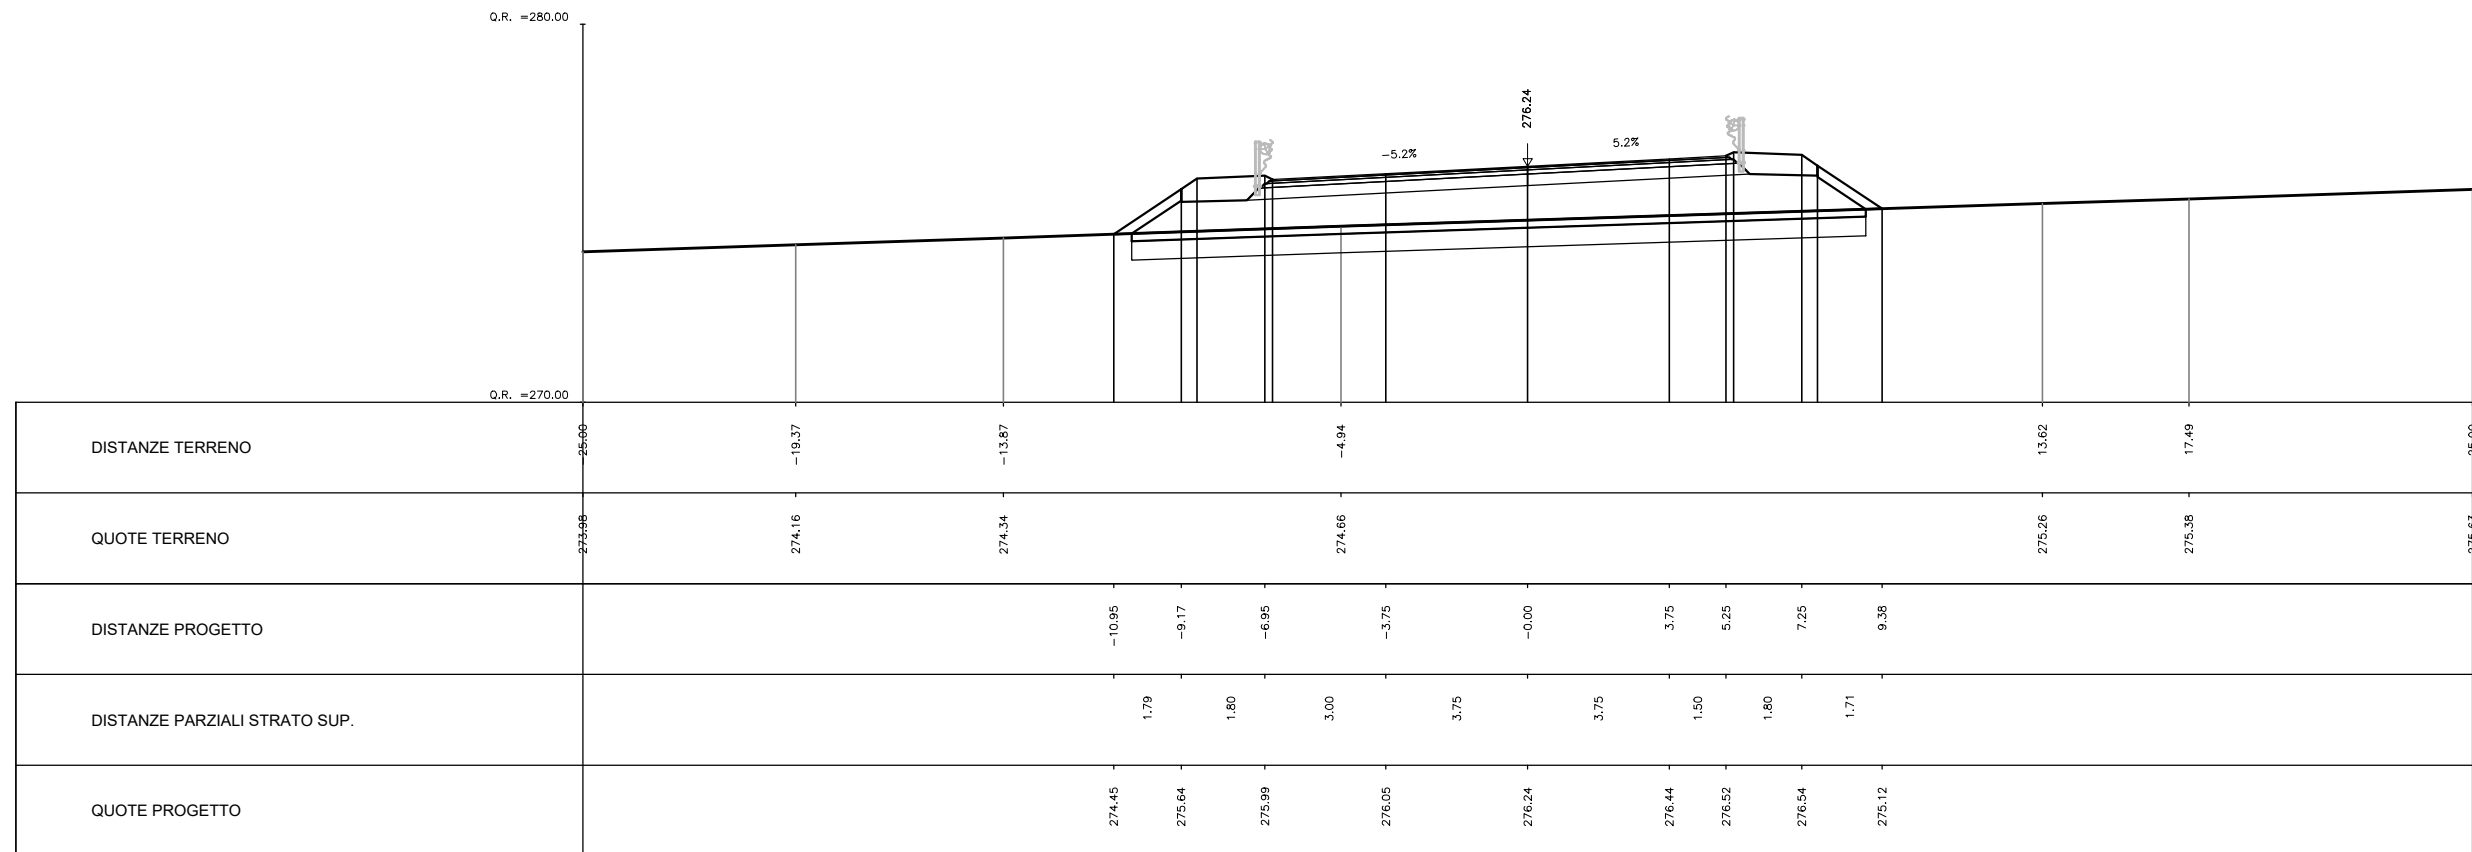 Q.R. =280.00
276.24
-5.2%
5.2%
Q.R. =270.00
DISTANZE TERRENO
-25.00 -19.37 -13.87 -4.94 13.62 17.49
QUOTE TERRENO
273.98 274.16 274.34 274.66 275.26 275.38
DISTANZE PROGETTO
-10.95 -9.17 -6.95 -3.75 -0.00 3.75 5.25 7.25 9.38
DISTANZE PARZIALI STRATO SUP.
1.79 1.80 3.00 3.75 3.75 1.50 1.80 1.71
QUOTE PROGETTO
274.45 275.64 275.99 276.05 276.24 276.44 276.52 276.54 275.12